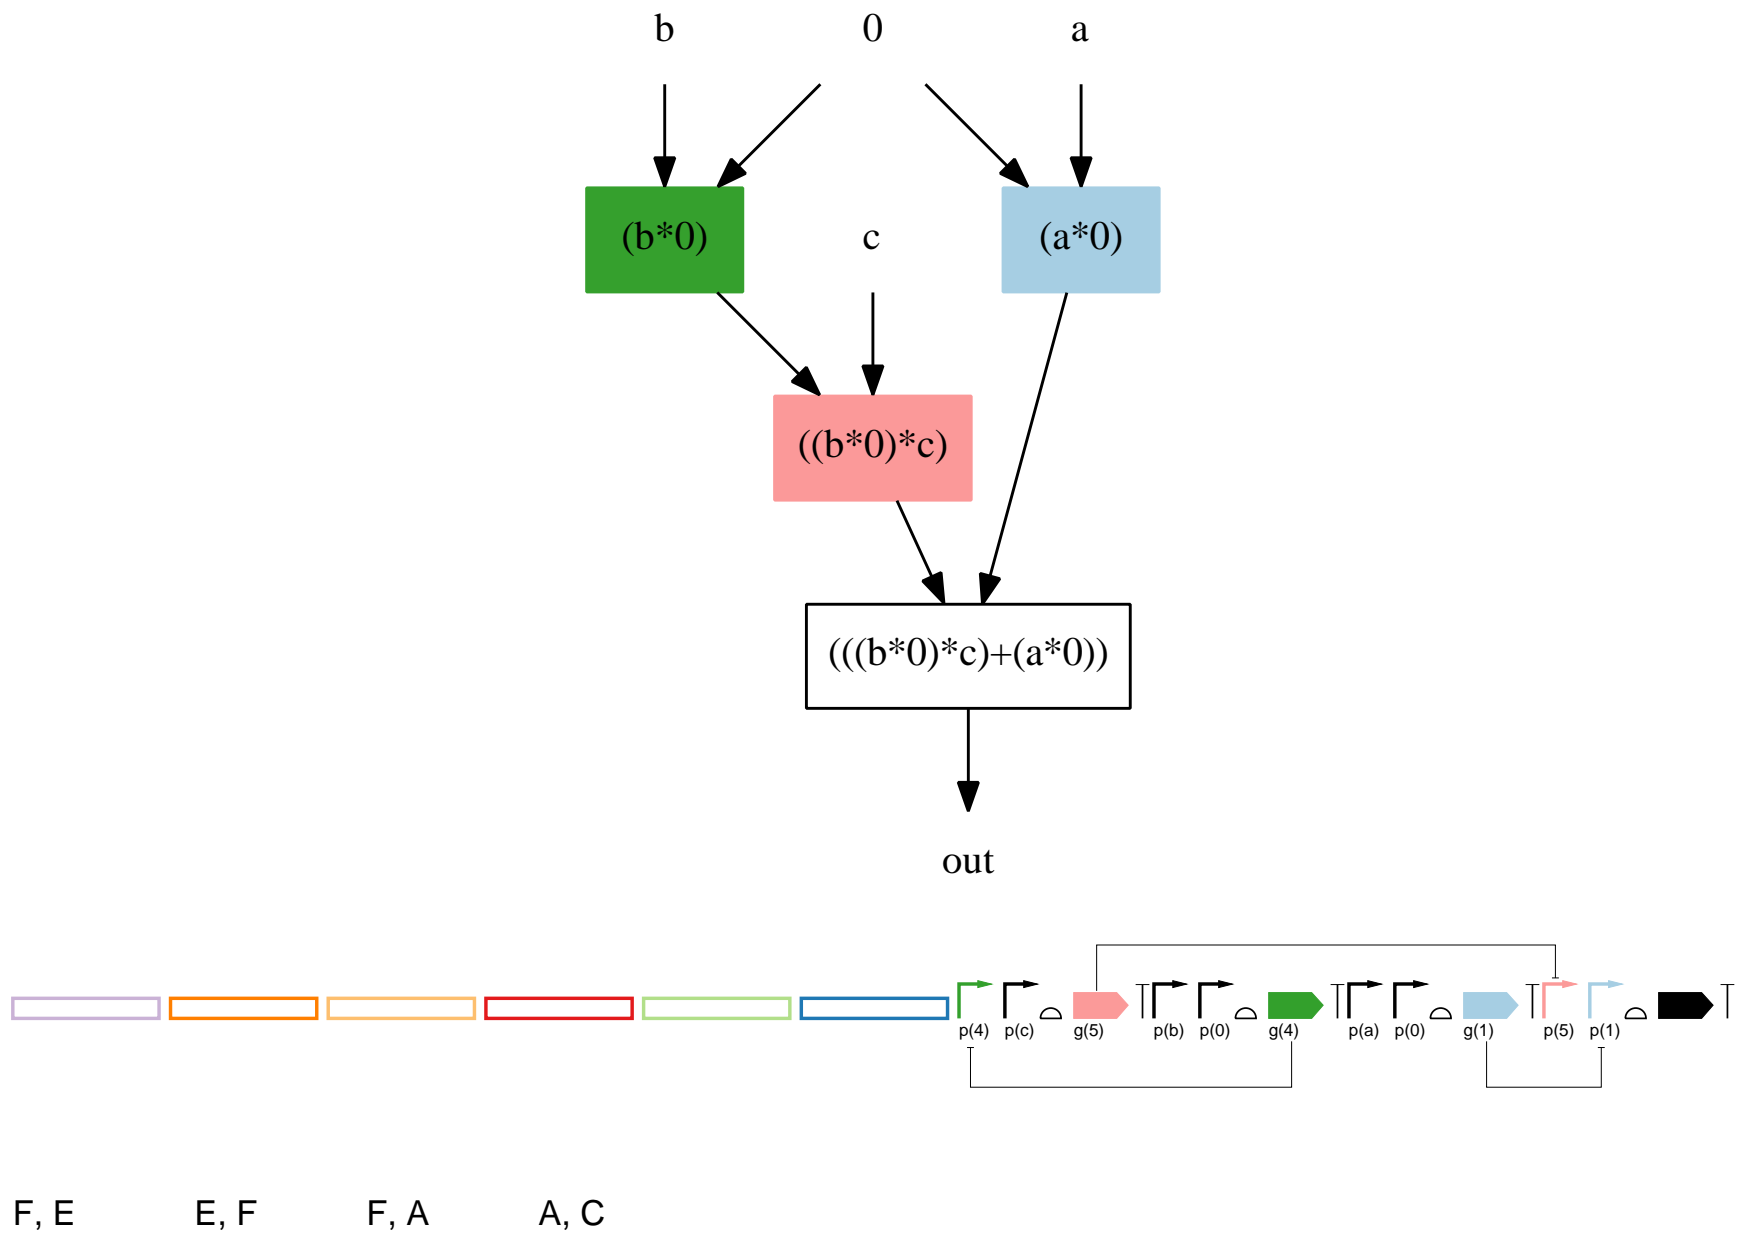 b 0 a
(b*0) c (a*0)
((b*0)*c)
(((b*0)*c)+(a*0))
out
p(4) p(c) g(5) p(b) p(0) g(4) p(a) p(0) g(1) p(5) p(1)
F, E E, F F, A A, C